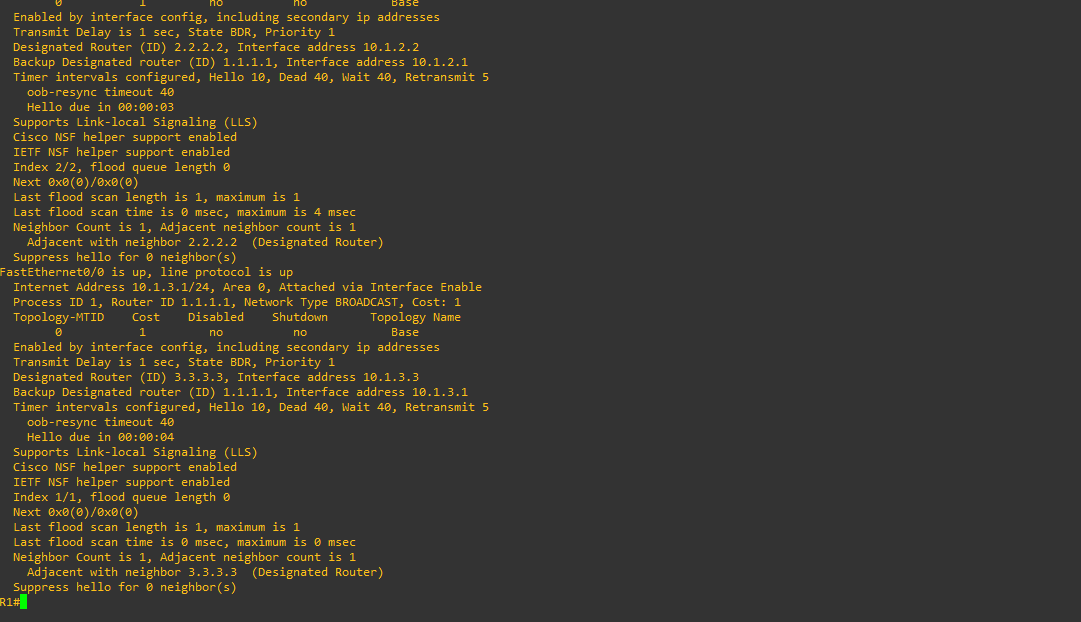 0         1         no          no            Base
  Enabled by interface config, including secondary ip addresses
  Transmit Delay is 1 sec, State BDR, Priority 1
  Designated Router (ID) 2.2.2.2, Interface address 10.1.2.2
  Backup Designated router (ID) 1.1.1.1, Interface address 10.1.2.1
  Timer intervals configured, Hello 10, Dead 40, Wait 40, Retransmit 5
    oob-resync timeout 40
    Hello due in 00:00:03
  Supports Link-local Signaling (LLS)
  Cisco NSF helper support enabled
  IETF NSF helper support enabled
  Index 2/2, flood queue length 0
  Next 0x0(0)/0x0(0)
  Last flood scan length is 1, maximum is 1
  Last flood scan time is 0 msec, maximum is 4 msec
  Neighbor Count is 1, Adjacent neighbor count is 1
    Adjacent with neighbor 2.2.2.2  (Designated Router)
  Suppress hello for 0 neighbor(s)
FastEthernet0/0 is up, line protocol is up
  Internet Address 10.1.3.1/24, Area 0, Attached via Interface Enable
  Process ID 1, Router ID 1.1.1.1, Network Type BROADCAST, Cost: 1
  Topology-MTID    Cost    Disabled    Shutdown      Topology Name
        0           1         no          no            Base
  Enabled by interface config, including secondary ip addresses
  Transmit Delay is 1 sec, State BDR, Priority 1
  Designated Router (ID) 3.3.3.3, Interface address 10.1.3.3
  Backup Designated router (ID) 1.1.1.1, Interface address 10.1.3.1
  Timer intervals configured, Hello 10, Dead 40, Wait 40, Retransmit 5
    oob-resync timeout 40
    Hello due in 00:00:04
  Supports Link-local Signaling (LLS)
  Cisco NSF helper support enabled
  IETF NSF helper support enabled
  Index 1/1, flood queue length 0
  Next 0x0(0)/0x0(0)
  Last flood scan length is 1, maximum is 1
  Last flood scan time is 0 msec, maximum is 0 msec
  Neighbor Count is 1, Adjacent neighbor count is 1
    Adjacent with neighbor 3.3.3.3  (Designated Router)
  Suppress hello for 0 neighbor(s)
R1#